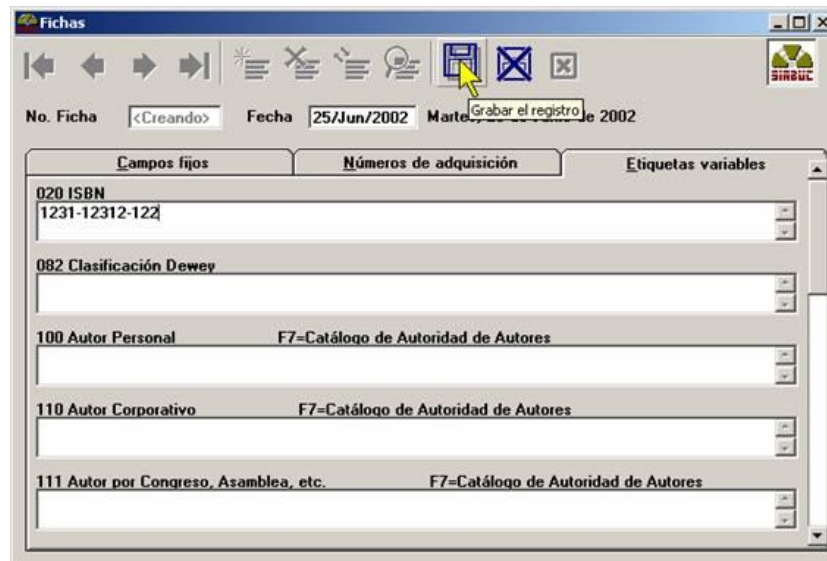 Fichas
SIABUC
No. Ficha <Creando> Fecha 25/Jun/2002 Martes, de 2002
Grabar el registro
Campos fijos Números de adquisición Etiquetas variables
020 ISBN
1231-12312-122
082 Clasificación Dewey
100 Autor Personal F7=Catálogo de Autoridad de Autores
110 Autor Corporativo F7=Catálogo de Autoridad de Autores
111 Autor por Congreso, Asamblea, etc. F7=Catálogo de Autoridad de Autores